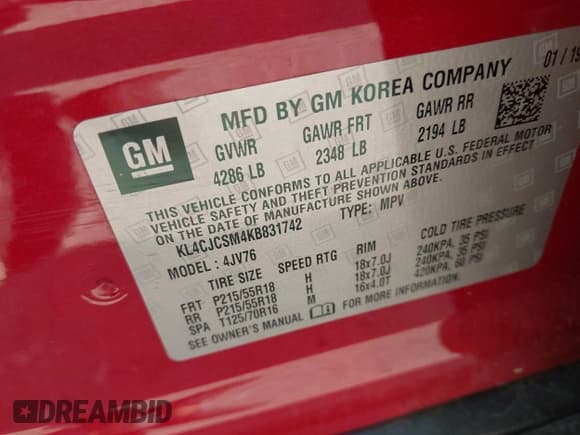 MFD BY GM KOREA COMPANY 01 / 19
GM
GVWR GAWR FRT GAWR RR
4286 LB 2348 LB 2194 LB
THIS VEHICLE CONFORMS TO ALL APPLICABLE U.S. FEDERAL MOTOR
VEHICLE SAFETY AND THEFT PREVENTION STANDARDS IN EFFECT
ON THE DATE OF MANUFACTURE SHOWN ABOVE.
KL4CJCSM4KB831742 TYPE: MPV
MODEL : 4JV76
TIRE SIZE SPEED RTG RIM COLD TIRE PRESSURE
FRT P215/55R18 H 18x7.0J 240KPA, 35 PSI
RR P215/55R18 H 18x7.0J 240KPA, 35 PSI
SPA T125/70R16 M 16x4.0T 420KPA, 60 PSI
SEE OWNER'S MANUAL FOR MORE INFORMATION.
DREAMBID